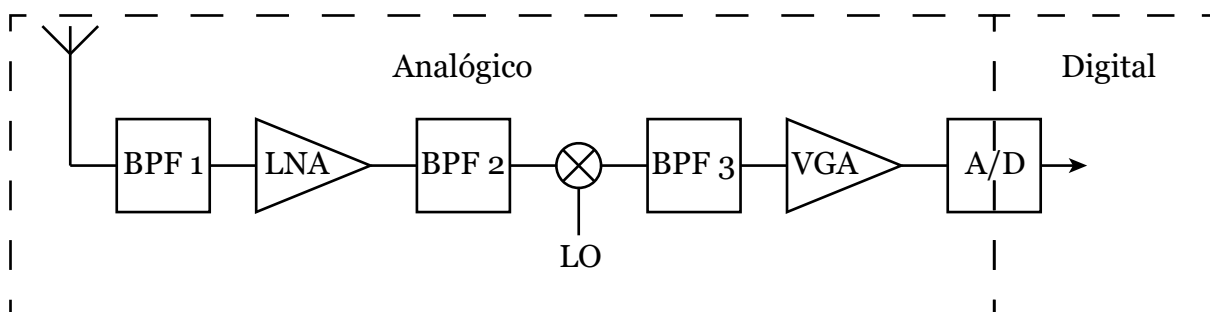 Analógico
Digital
BPF 1
LNA
BPF 2
BPF 3
VGA
A/D
LO